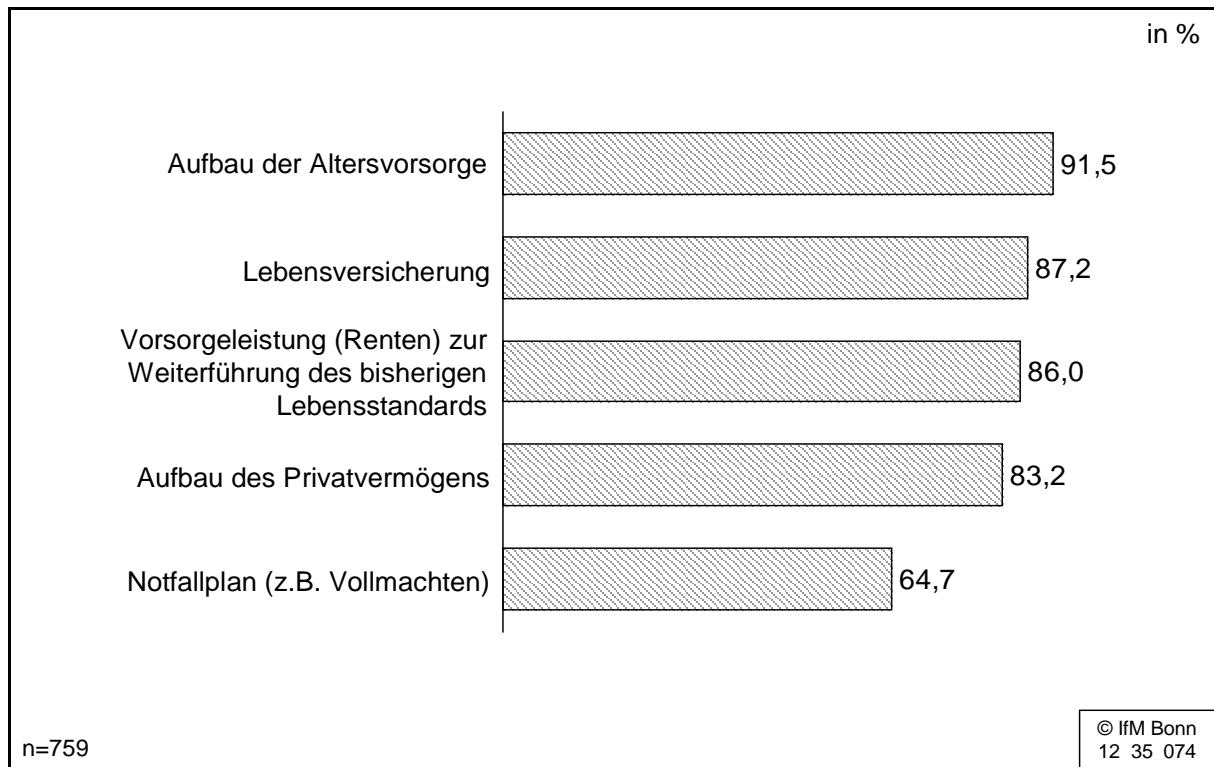 in %
Aufbau der Altersvorsorge
91,5
Lebensversicherung
87,2
Vorsorgeleistung (Renten) zur
Weiterführung des bisherigen
Lebensstandards
86,0
Aufbau des Privatvermögens
83,2
Notfallplan (z.B. Vollmachten)
64,7
n=759
© IfM Bonn
12 35 074